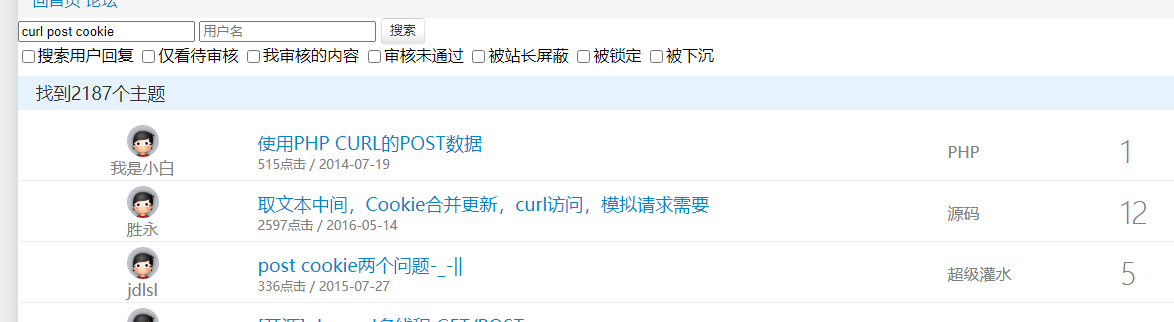 回首页 论坛
curl post cookie 用户名 搜索
搜索用户回复 仅看待审核 我审核的内容 审核未通过 被站长屏蔽 被锁定 被下沉
找到2187个主题
使用PHP CURL的POST数据
我是小白 515点击 / 2014-07-19 PHP 1
取文本中间，Cookie合并更新，curl访问，模拟请求需要
胜永 2597点击 / 2016-05-14 源码 12
post cookie两个问题-_-||
jdlsl 336点击 / 2015-07-27 超级灌水 5